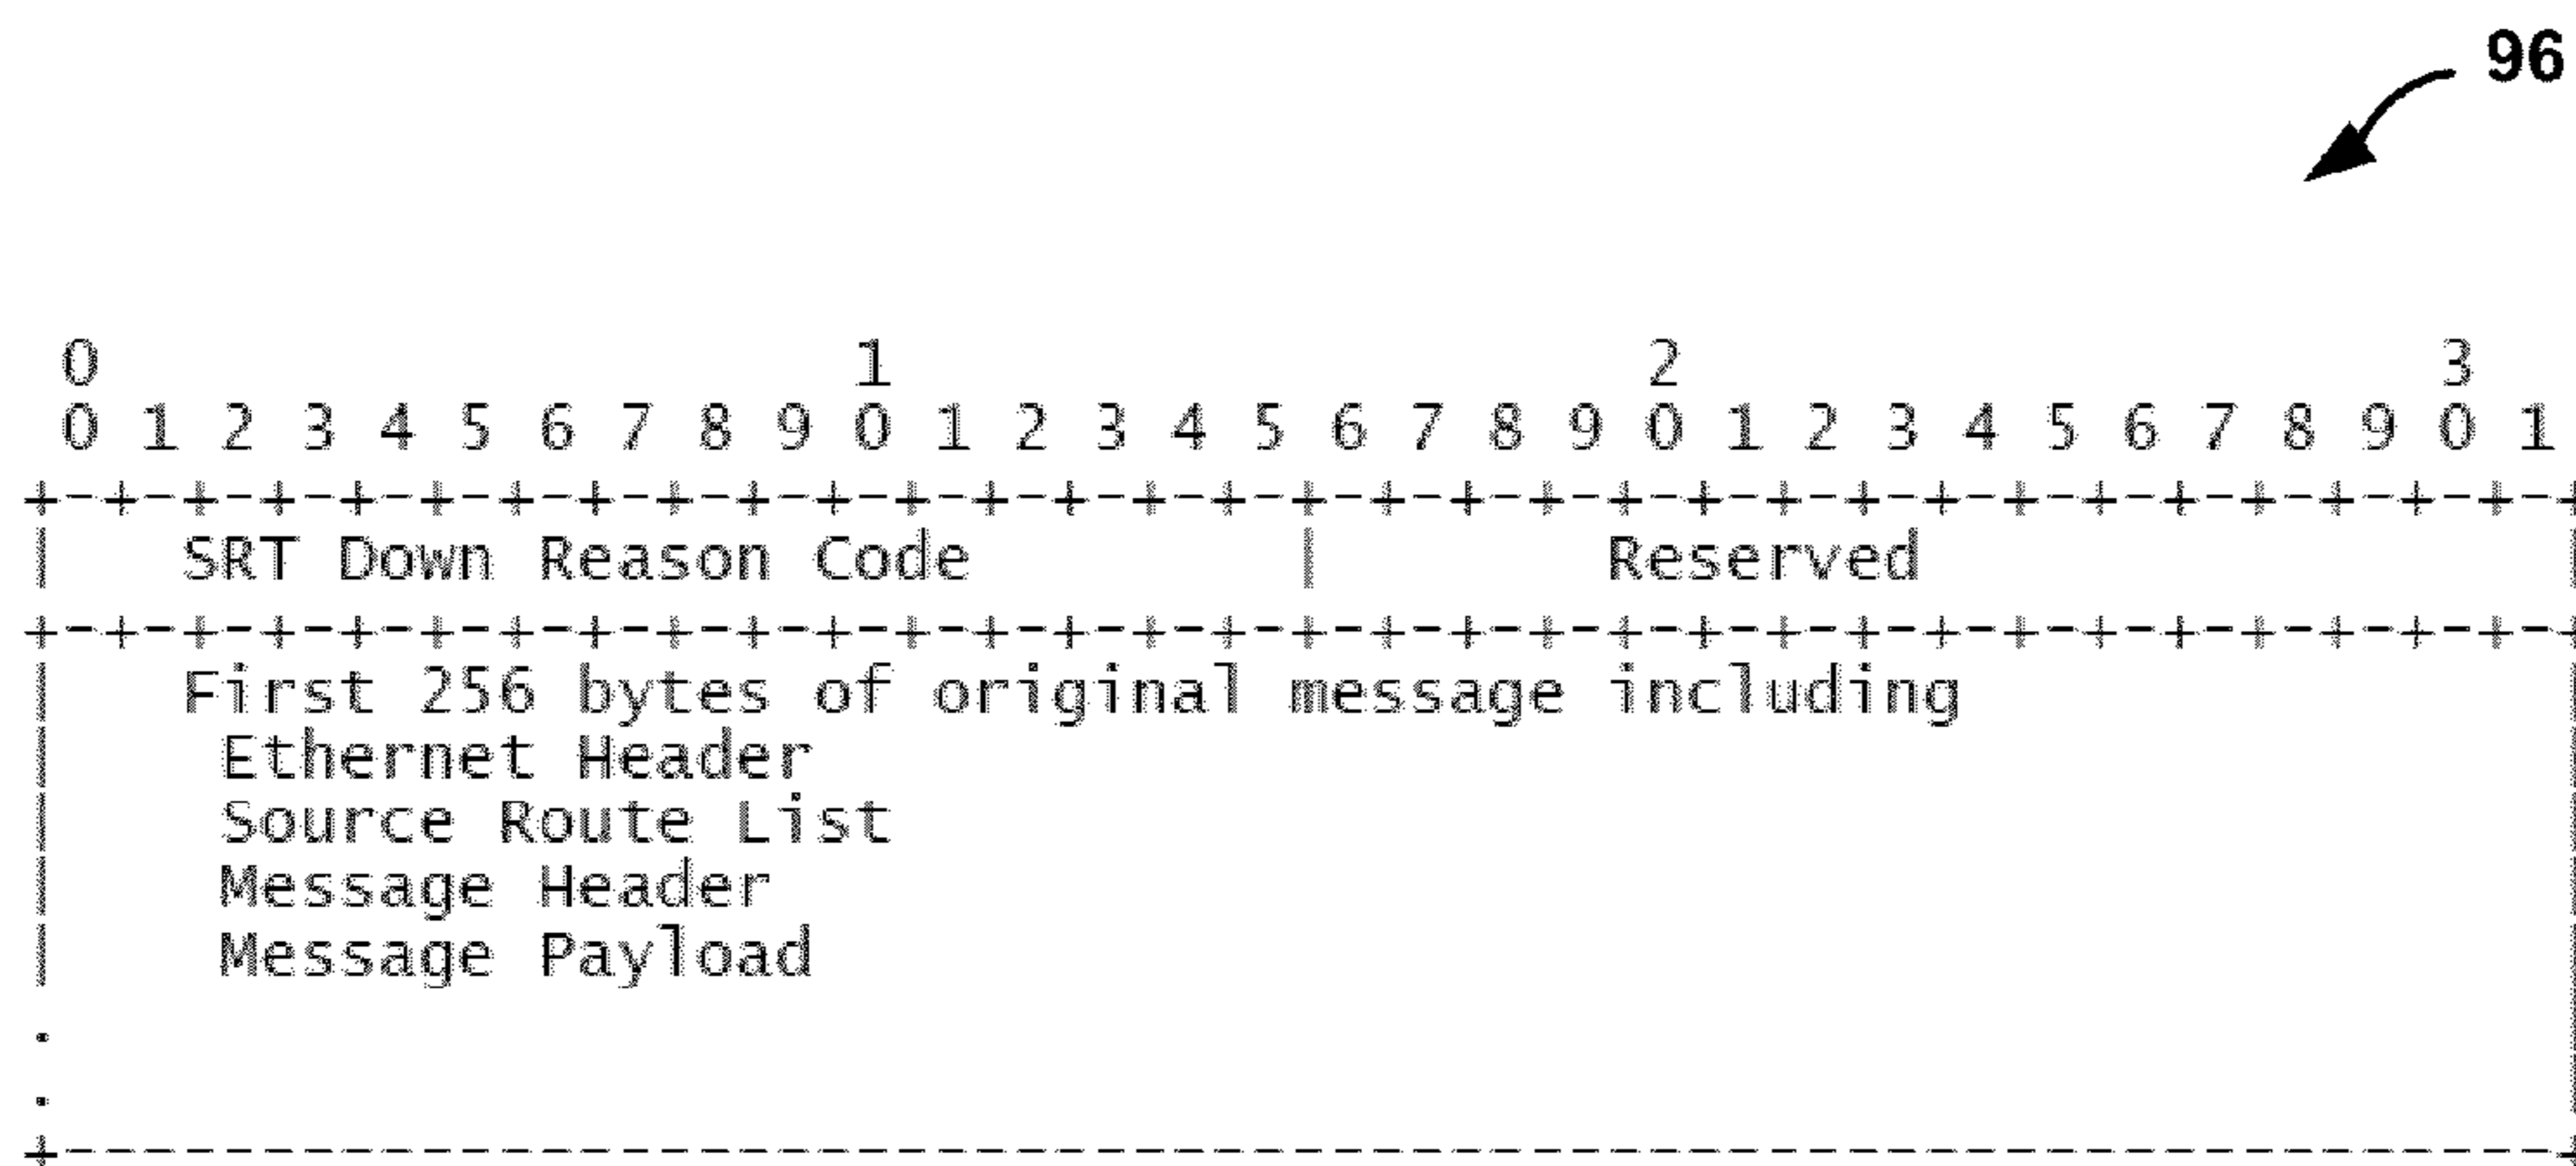 96
0                   1                   2                   3
0 1 2 3 4 5 6 7 8 9 0 1 2 3 4 5 6 7 8 9 0 1 2 3 4 5 6 7 8 9 0 1
+-+-+-+-+-+-+-+-+-+-+-+-+-+-+-+-+-+-+-+-+-+-+-+-+-+-+-+-+-+-+-+-+
|   SRT Down Reason Code        |       Reserved                |
+-+-+-+-+-+-+-+-+-+-+-+-+-+-+-+-+-+-+-+-+-+-+-+-+-+-+-+-+-+-+-+-+
|   First 256 bytes of original message including               |
|    Ethernet Header                                            |
|    Source Route List                                          |
|    Message Header                                             |
|    Message Payload                                            |
.                                                               |
.                                                               |
+---------------------------------------------------------------+